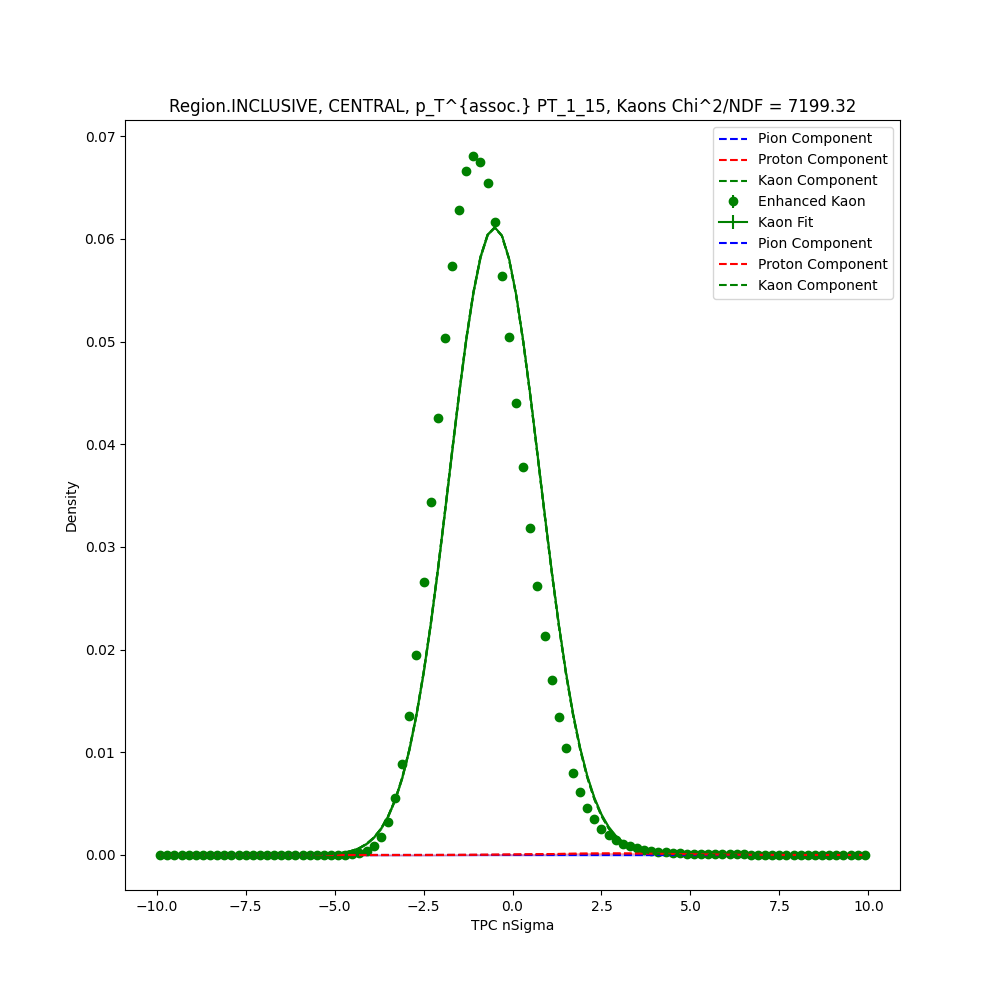 Region.INCLUSIVE, CENTRAL, p_T^{assoc.} PT_1_15, Kaons Chi^2/NDF = 7199.32
Pion Component
Proton Component
Kaon Component
Enhanced Kaon
Kaon Fit
Pion Component
Proton Component
Kaon Component
0.07
0.06
0.05
0.04
0.03
0.02
0.01
0.00
Density
−10.0 −7.5 −5.0 −2.5 0.0 2.5 5.0 7.5 10.0
TPC nSigma